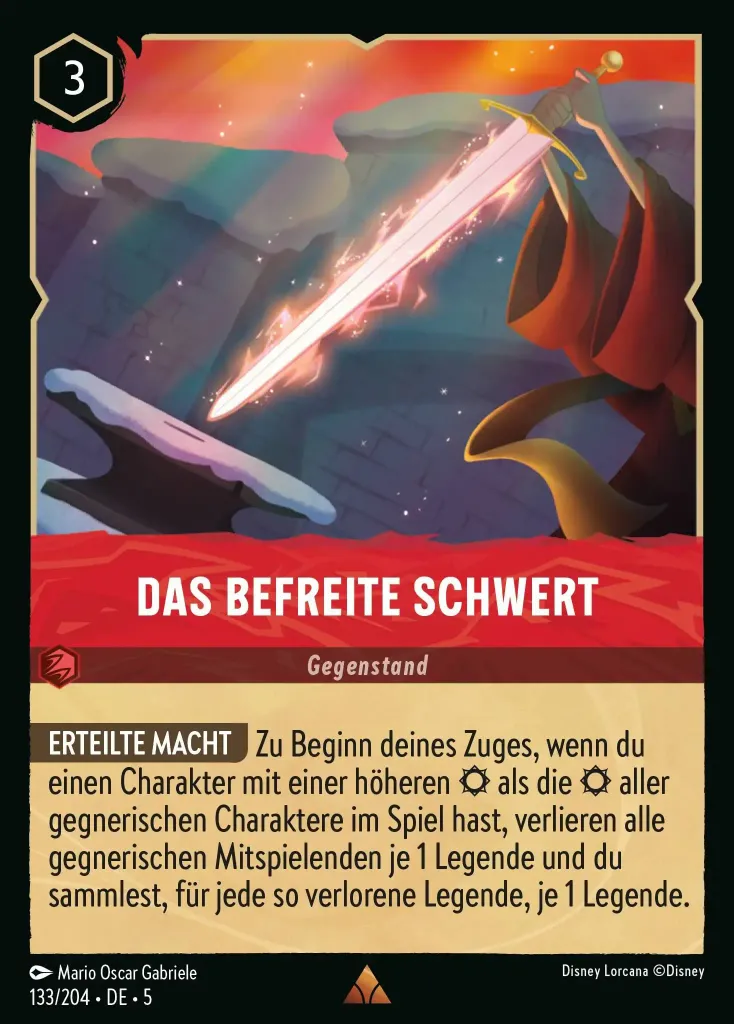 3
DAS BEFREITE SCHWERT
Gegenstand
ERTEILTE MACHT Zu Beginn deines Zuges, wenn du
einen Charakter mit einer höheren als die aller
gegnerischen Charaktere im Spiel hast, verlieren alle
gegnerischen Mitspielenden je 1 Legende und du
sammlest, für jede so verlorene Legende, je 1 Legende.
Mario Oscar Gabriele
Disney Lorcana ©Disney
133/204 • DE • 5